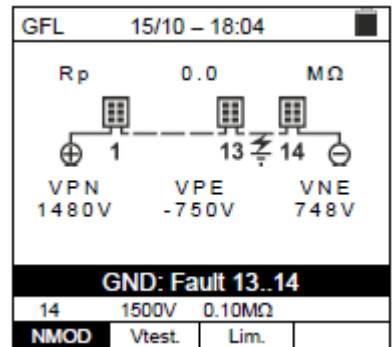 GFL 15/10 – 18:04
Rp 0.0 MΩ
1 13 14
VPN VPE VNE
1480V -750V 748V
GND: Fault 13..14
14 1500V 0.10MΩ
NMOD Vtest. Lim.